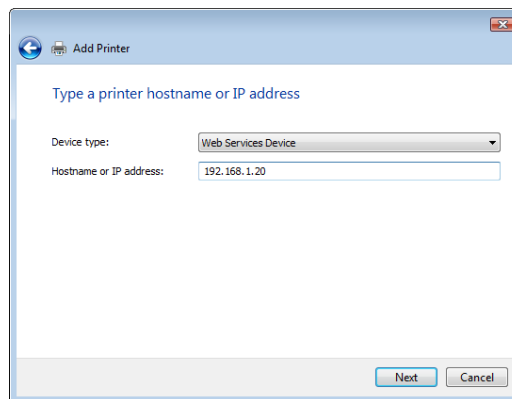 Add Printer
Type a printer hostname or IP address
Device type: Web Services Device
Hostname or IP address: 192.168.1.20
Next Cancel